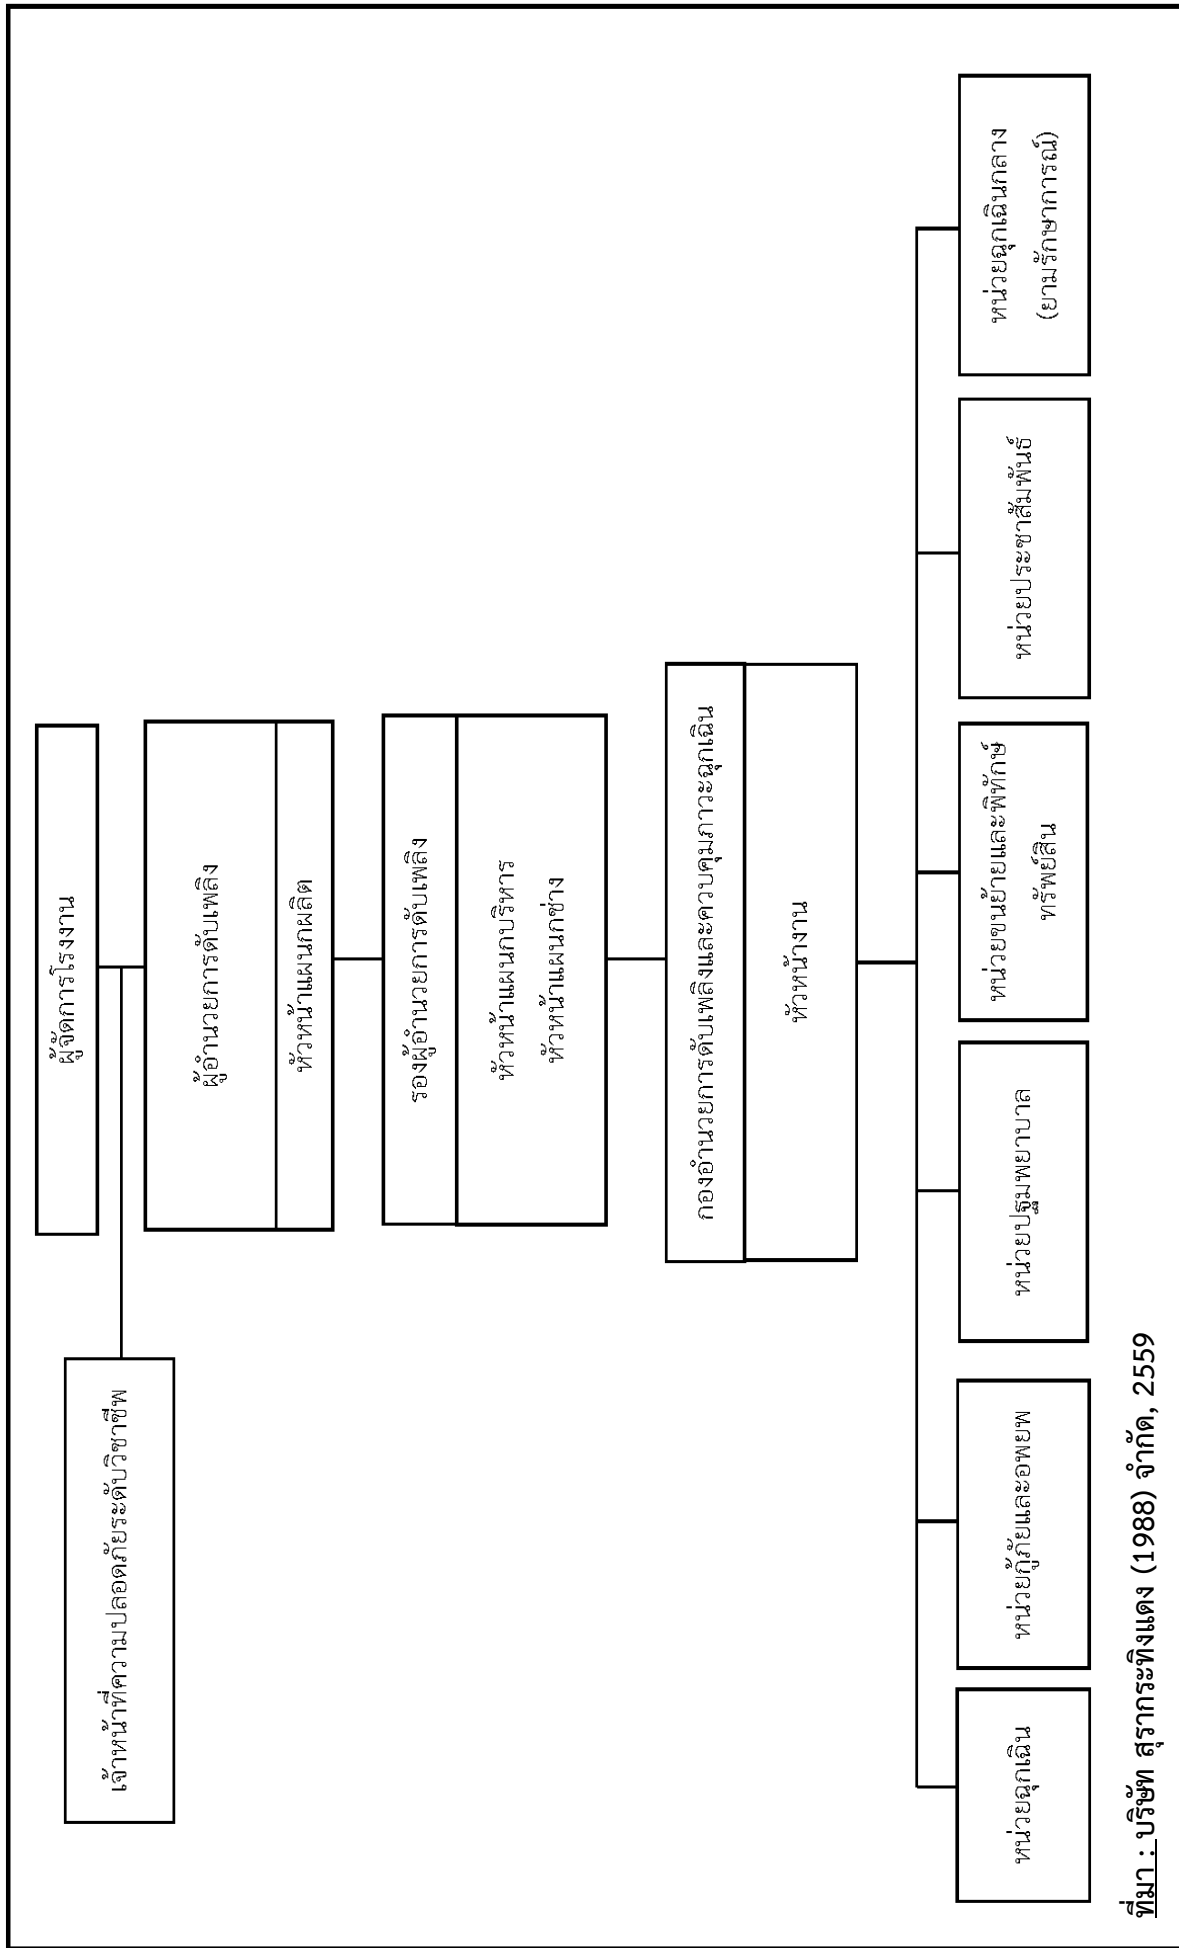 ผู้จัดการโรงงาน
เจ้าหน้าที่ความปลอดภัยระดับวิชาชีพ
ผู้อำนวยการดับเพลิง
หัวหน้าแผนกผลิต
รองผู้อำนวยการดับเพลิง
หัวหน้าแผนกบริหาร
หัวหน้าแผนกช่าง
กองอำนวยการดับเพลิงและควบคุมภาวะฉุกเฉิน
หัวหน้างาน
หน่วยฉุกเฉิน
หน่วยกู้ภัยและอพยพ
หน่วยปฐมพยาบาล
หน่วยขนย้ายและพิทักษ์
ทรัพย์สิน
หน่วยประชาสัมพันธ์
หน่วยฉุกเฉินกลาง
(ยามรักษาการณ์)
ที่มา : บริษัท สุรากระทิงแดง (1988) จำกัด, 2559